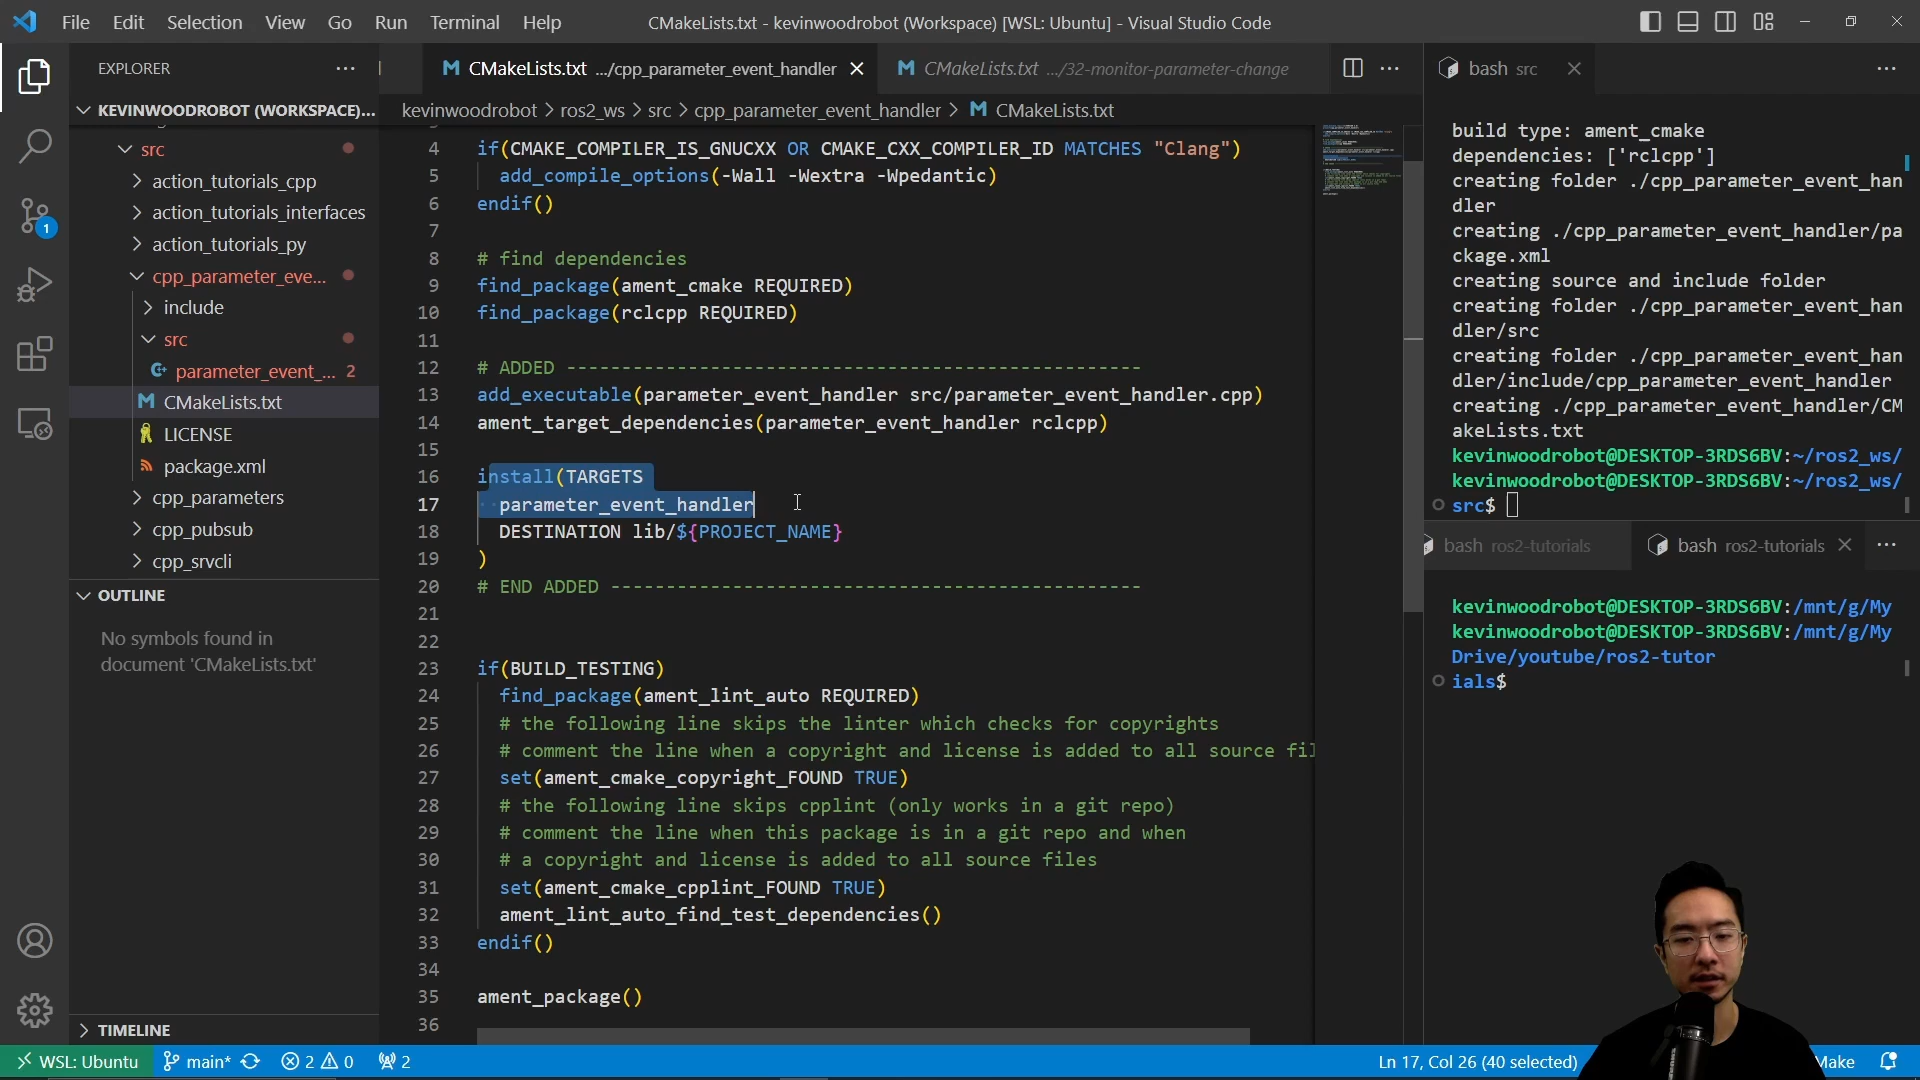 File Edit Selection View Go Run Terminal Help
CMakeLists.txt - kevinwoodrobot (Workspace) [WSL: Ubuntu] - Visual Studio Code
EXPLORER
KEVINWOODROBOT (WORKSPACE)...
src
action_tutorials_cpp
action_tutorials_interfaces
action_tutorials_py
cpp_parameter_eve...
include
src
parameter_event_... 2
CMakeLists.txt
LICENSE
package.xml
cpp_parameters
cpp_pubsub
cpp_srvcli
OUTLINE
No symbols found in
document 'CMakeLists.txt'
TIMELINE
CMakeLists.txt .../cpp_parameter_event_handler
CMakeLists.txt .../32-monitor-parameter-change
kevinwoodrobot > ros2_ws > src > cpp_parameter_event_handler > CMakeLists.txt
4 if(CMAKE_COMPILER_IS_GNUCXX OR CMAKE_CXX_COMPILER_ID MATCHES "Clang")
5 add_compile_options(-Wall -Wextra -Wpedantic)
6 endif()
7
8 # find dependencies
9 find_package(ament_cmake REQUIRED)
10 find_package(rclcpp REQUIRED)
11
12 # ADDED ----------------------------------------------------
13 add_executable(parameter_event_handler src/parameter_event_handler.cpp)
14 ament_target_dependencies(parameter_event_handler rclcpp)
15
16 install(TARGETS
17 parameter_event_handler
18 DESTINATION lib/${PROJECT_NAME}
19 )
20 # END ADDED ------------------------------------------------
21
22
23 if(BUILD_TESTING)
24 find_package(ament_lint_auto REQUIRED)
25 # the following line skips the linter which checks for copyrights
26 # comment the line when a copyright and license is added to all source fil
27 set(ament_cmake_copyright_FOUND TRUE)
28 # the following line skips cpplint (only works in a git repo)
29 # comment the line when this package is in a git repo and when
30 # a copyright and license is added to all source files
31 set(ament_cmake_cpplint_FOUND TRUE)
32 ament_lint_auto_find_test_dependencies()
33 endif()
34
35 ament_package()
36
bash src
build type: ament_cmake
dependencies: ['rclcpp']
creating folder ./cpp_parameter_event_han
dler
creating ./cpp_parameter_event_handler/pa
ckage.xml
creating source and include folder
creating folder ./cpp_parameter_event_han
dler/src
creating folder ./cpp_parameter_event_han
dler/include/cpp_parameter_event_handler
creating ./cpp_parameter_event_handler/CM
akeLists.txt
kevinwoodrobot@DESKTOP-3RDS6BV:~/ros2_ws/
kevinwoodrobot@DESKTOP-3RDS6BV:~/ros2_ws/
src$
bash ros2-tutorials
bash ros2-tutorials
kevinwoodrobot@DESKTOP-3RDS6BV:/mnt/g/My
kevinwoodrobot@DESKTOP-3RDS6BV:/mnt/g/My
Drive/youtube/ros2-tutor
ials$
1
WSL: Ubuntu main* 2 0 2
Ln 17, Col 26 (40 selected)
Make